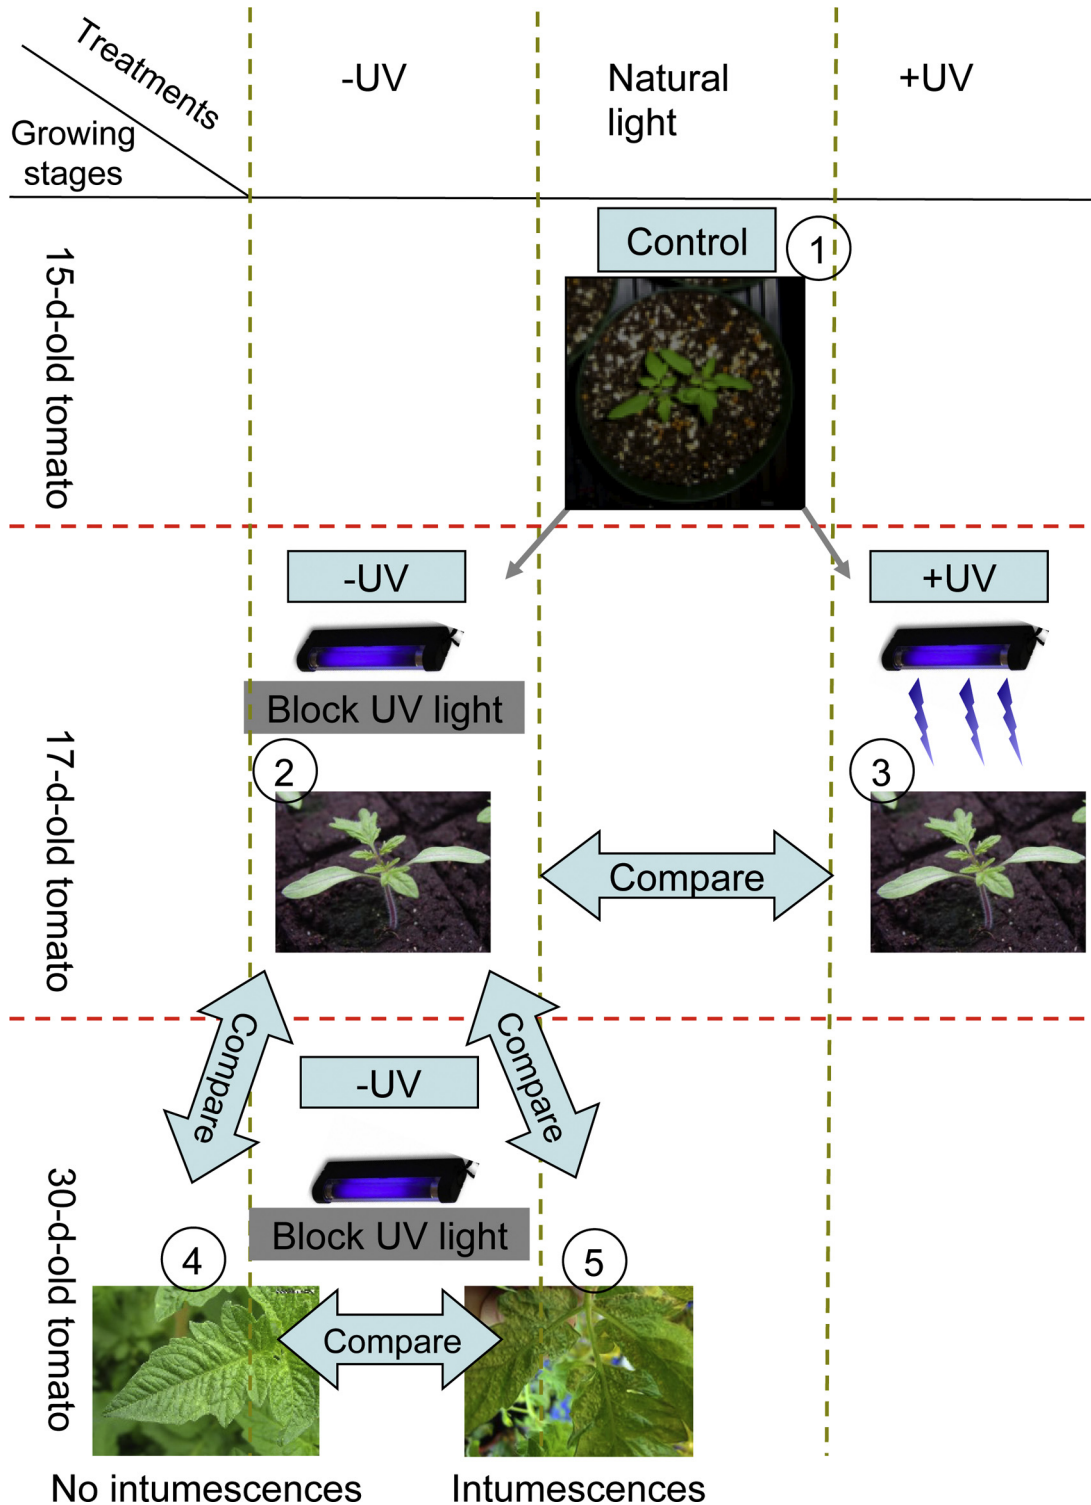 Treatments
Growing
stages
-UV
Natural
light
+UV
15-d-old tomato
Control
1
17-d-old tomato
-UV
+UV
Block UV light
2
3
Compare
Compare
Compare
30-d-old tomato
-UV
Block UV light
4
5
Compare
No intumescences
Intumescences